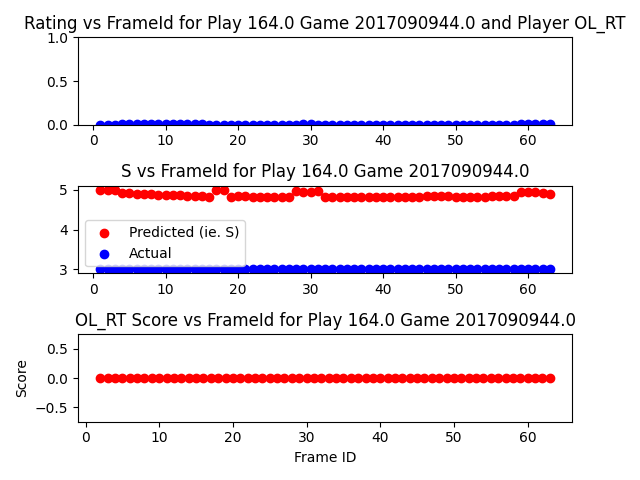 Rating vs FrameId for Play 164.0 Game 2017090944.0 and Player OL_RT
1.0
0.5
0.0
0 10 20 30 40 50 60
S vs FrameId for Play 164.0 Game 2017090944.0
5
4
3
Predicted (ie. S)
Actual
0 10 20 30 40 50 60
OL_RT Score vs FrameId for Play 164.0 Game 2017090944.0
Score
0.5
0.0
−0.5
0 10 20 30 40 50 60
Frame ID